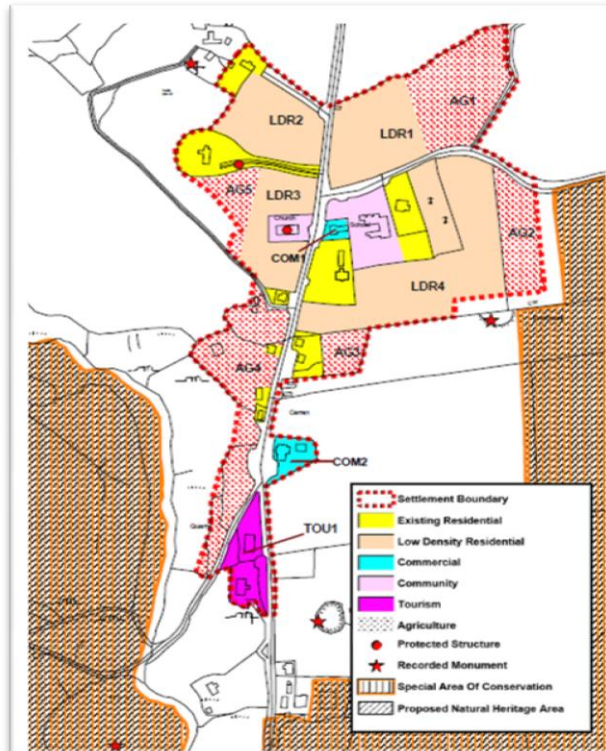 LDR2
LDR1
AG1
AG5
LDR3
Church
School
COM1
AG2
LDR4
AG3
AG4
COM2
TOU1
Settlement Boundary
Existing Residential
Low Density Residential
Commercial
Community
Tourism
Agriculture
Protected Structure
Recorded Monument
Special Area Of Conservation
Proposed Natural Heritage Area